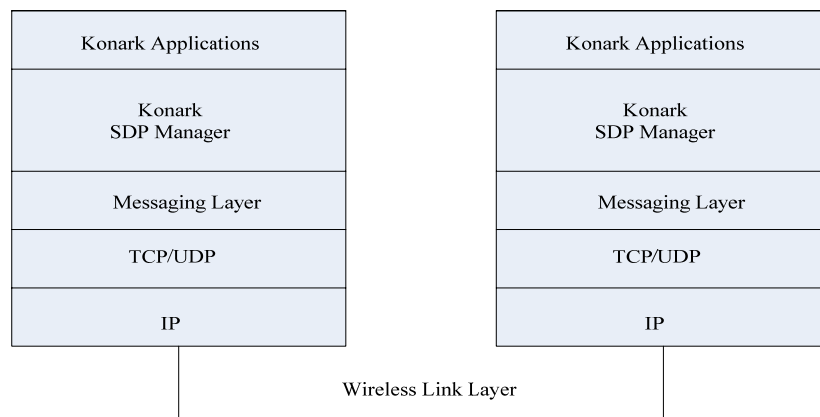 Konark Applications
Konark
SDP Manager
Messaging Layer
TCP/UDP
IP
Konark Applications
Konark
SDP Manager
Messaging Layer
TCP/UDP
IP
Wireless Link Layer